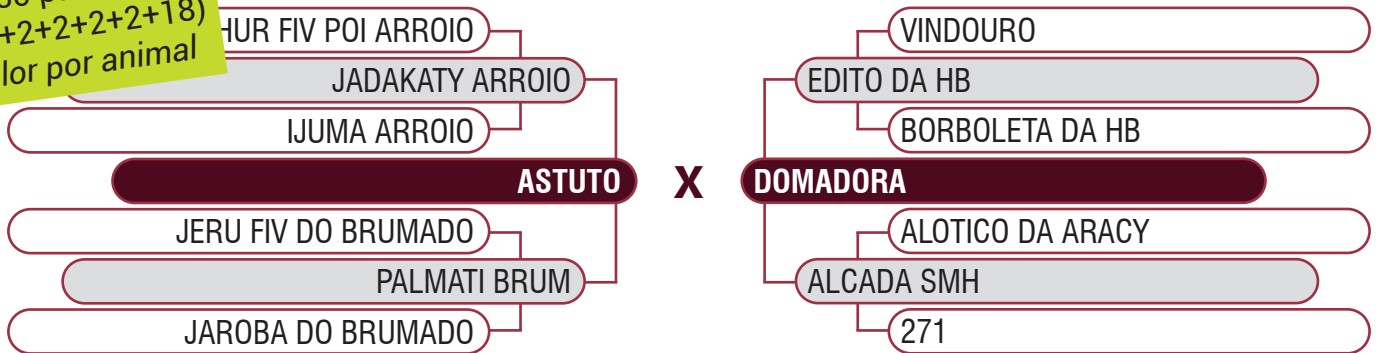 +2+2+2+2+18)
lor por animal
HUR FIV POI ARROIO
JADAKATY ARROIO
IJUMA ARROIO
ASTUTO
JERU FIV DO BRUMADO
PALMATI BRUM
JAROBA DO BRUMADO
X
VINDOURO
EDITO DA HB
BORBOLETA DA HB
DOMADORA
ALOTICO DA ARACY
ALCADA SMH
271